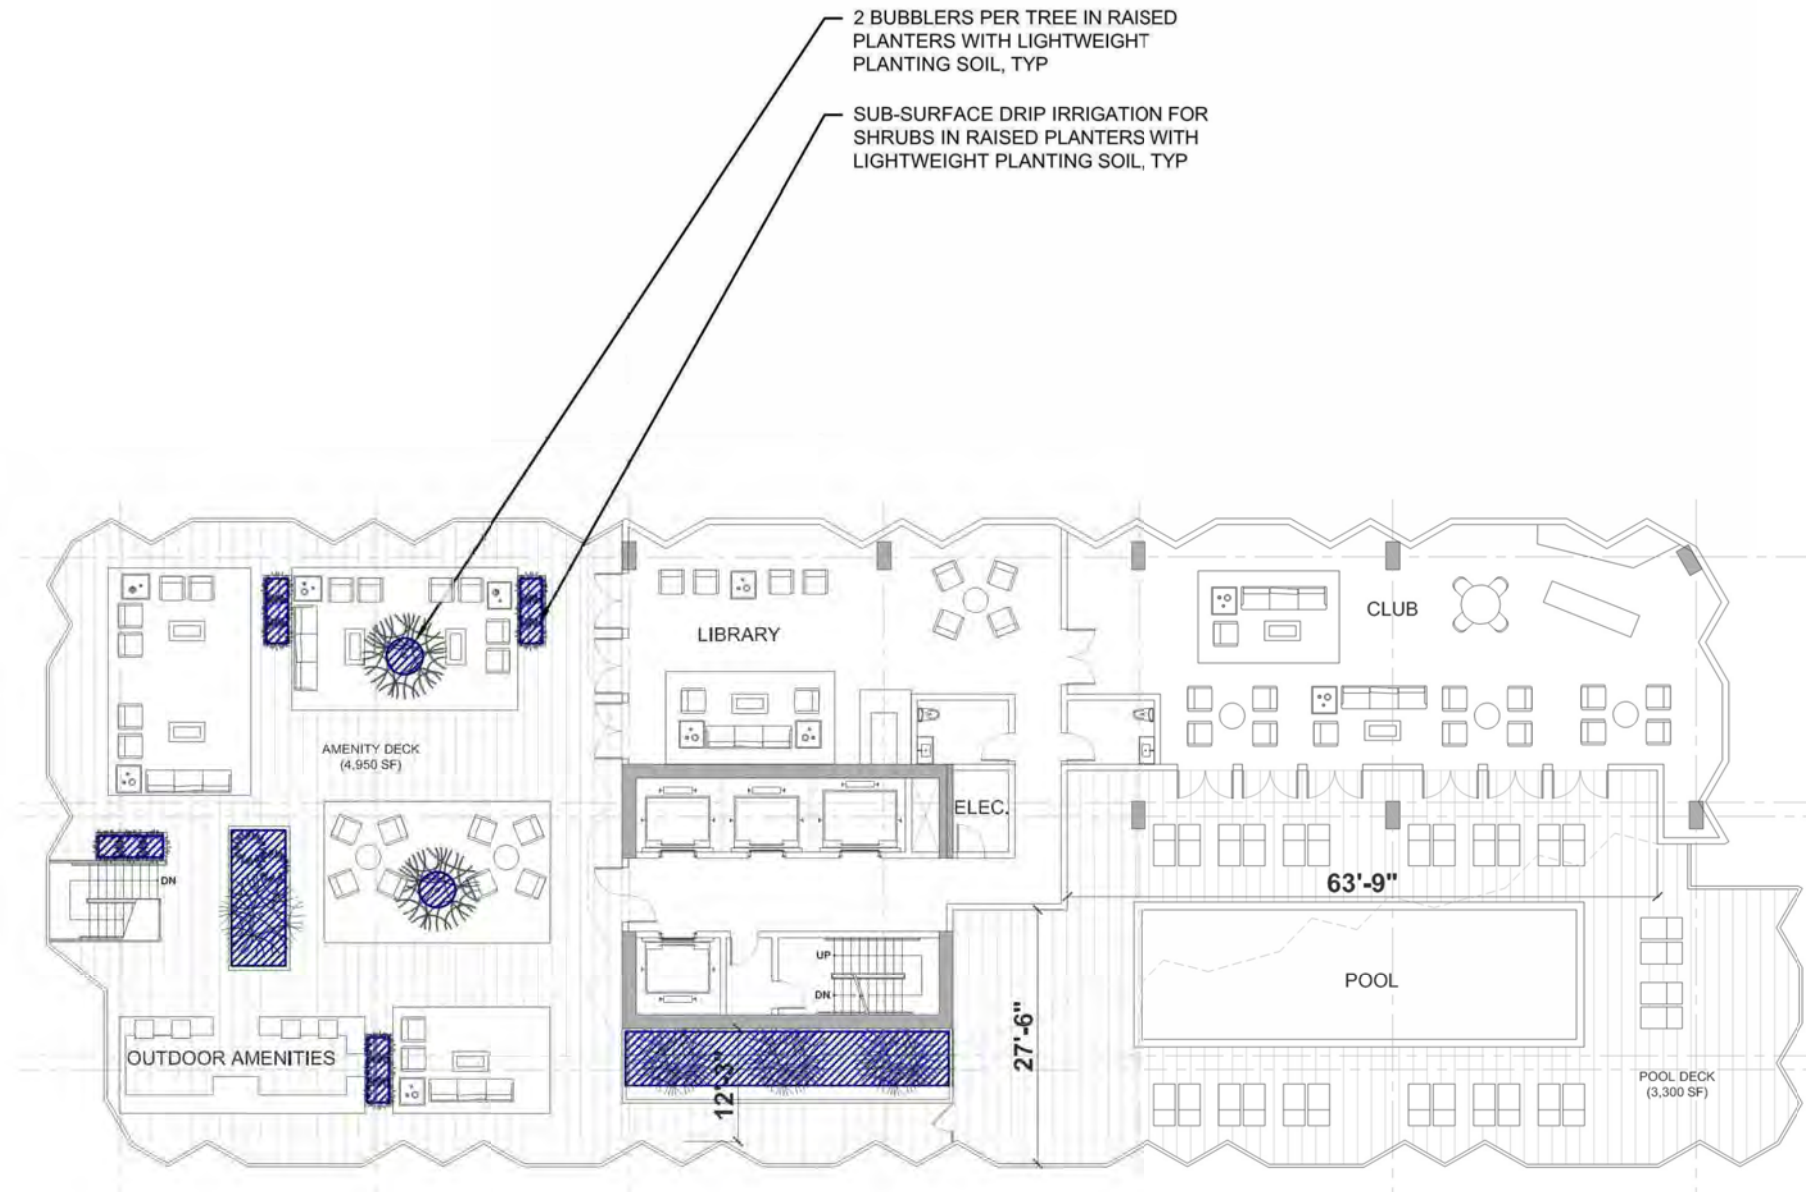 2 BUBBLERS PER TREE IN RAISED
PLANTERS WITH LIGHTWEIGHT
PLANTING SOIL, TYP
SUB-SURFACE DRIP IRRIGATION FOR
SHRUBS IN RAISED PLANTERS WITH
LIGHTWEIGHT PLANTING SOIL, TYP
LIBRARY
CLUB
AMENITY DECK
(4,950 SF)
ELEC.
DN
63'-9"
UP
DN
POOL
27'-6"
OUTDOOR AMENITIES
12'-3"
POOL DECK
(3,300 SF)